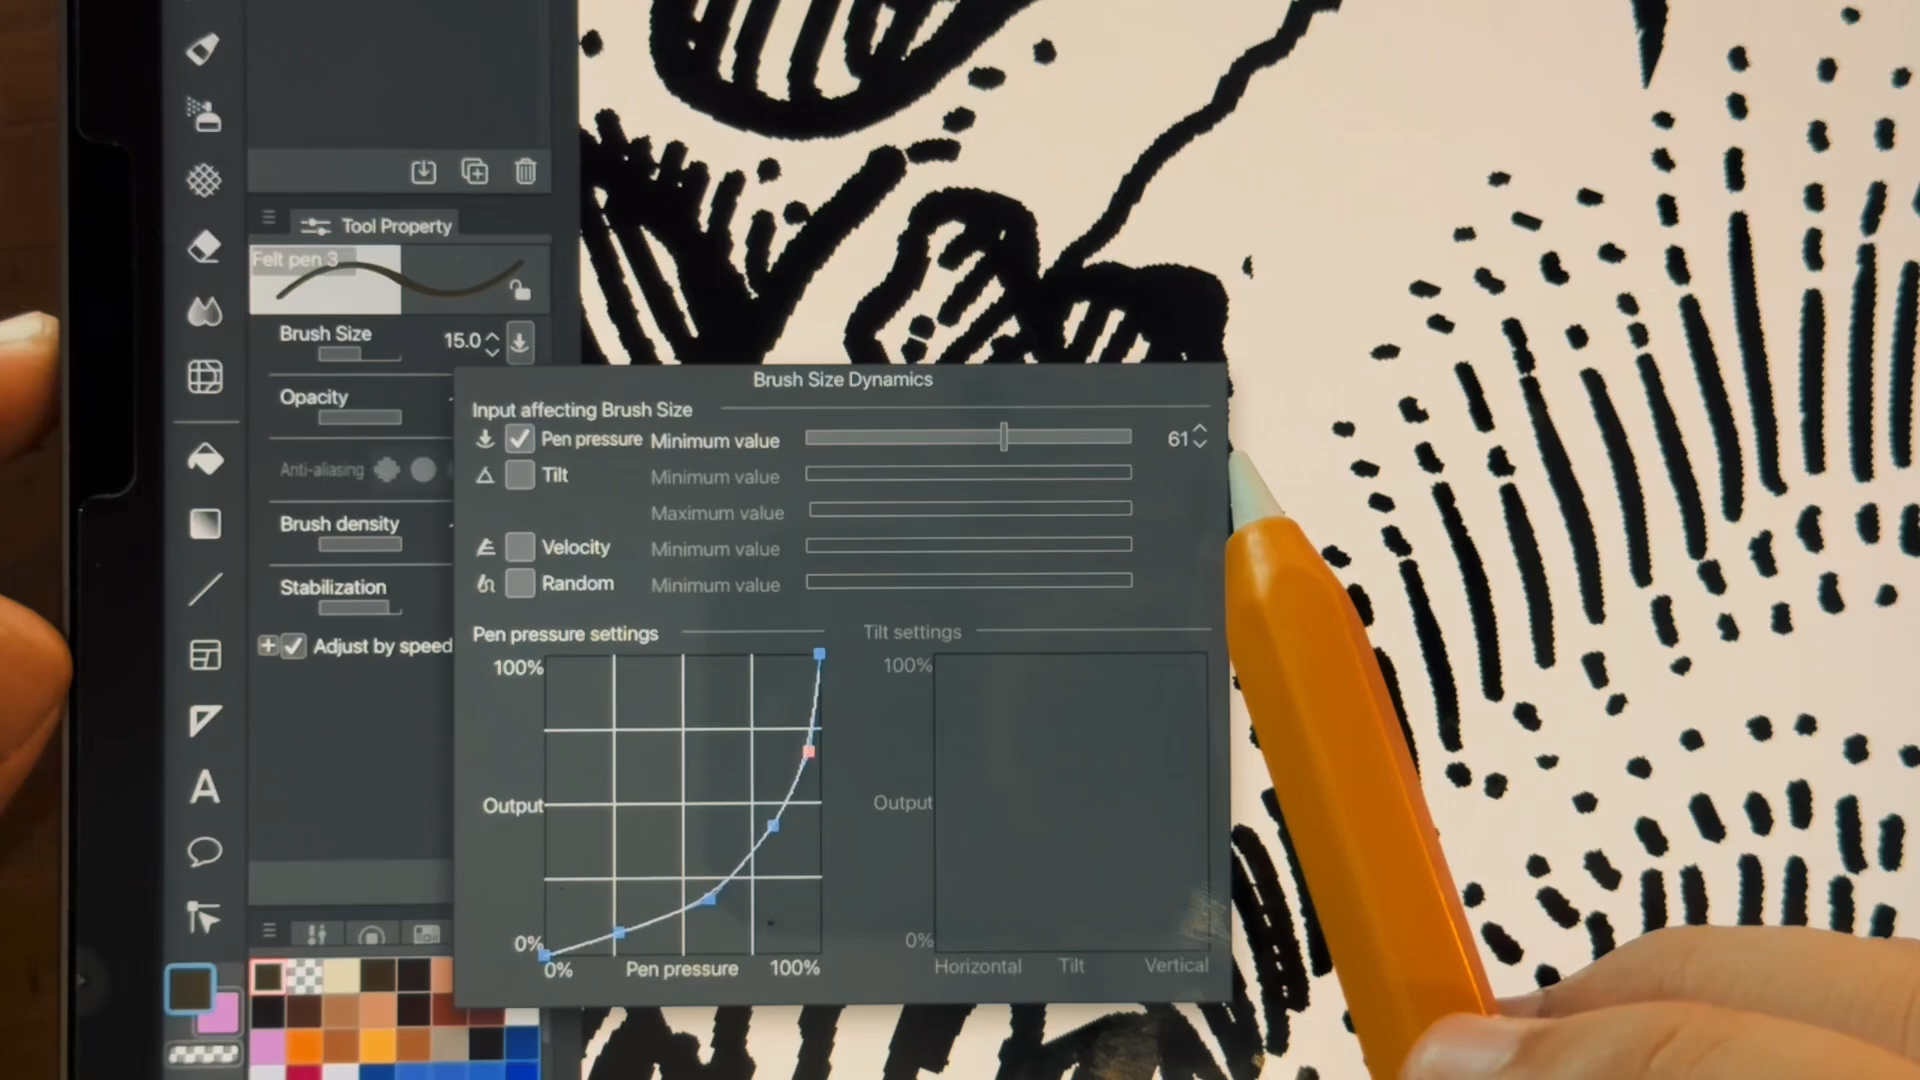 Tool Property
Felt pen 3
Brush Size 15.0
Opacity
Anti-aliasing
Brush density
Stabilization
Adjust by speed
Brush Size Dynamics
Input affecting Brush Size
Pen pressure Minimum value 61
Tilt Minimum value
Maximum value
Velocity Minimum value
Random Minimum value
Pen pressure settings
100%
Output
0%
0% Pen pressure 100%
Tilt settings
100%
Output
0%
Horizontal Tilt Vertical